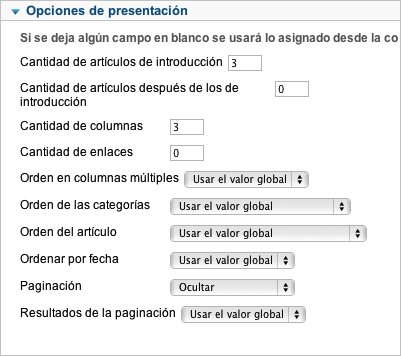 Opciones de presentación
Si se deja algún campo en blanco se usará lo asignado desde la co
Cantidad de artículos de introducción 3
Cantidad de artículos después de los de 0
introducción
Cantidad de columnas 3
Cantidad de enlaces 0
Orden en columnas múltiples Usar el valor global
Orden de las categorías Usar el valor global
Orden del artículo Usar el valor global
Ordenar por fecha Usar el valor global
Paginación Ocultar
Resultados de la paginación Usar el valor global